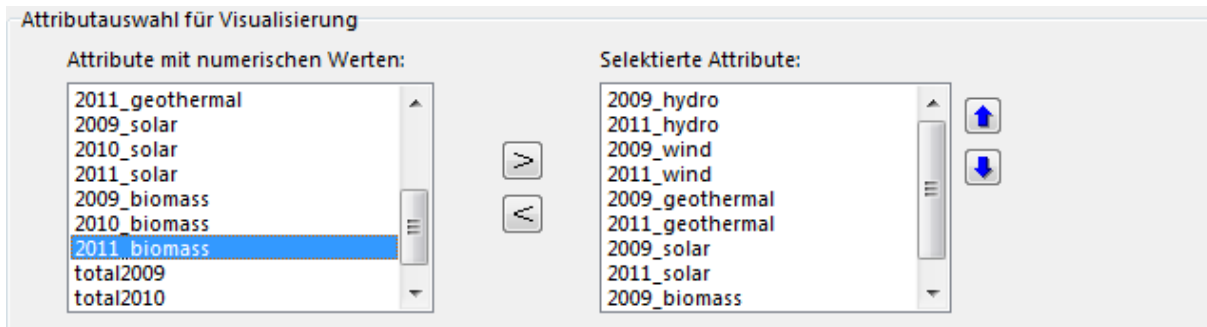 Attributauswahl für Visualisierung
Attribute mit numerischen Werten:
2011_geothermal
2009_solar
2010_solar
2011_solar
2009_biomass
2010_biomass
2011_biomass
total2009
total2010
>
<
Selektierte Attribute:
2009_hydro
2011_hydro
2009_wind
2011_wind
2009_geothermal
2011_geothermal
2009_solar
2011_solar
2009_biomass